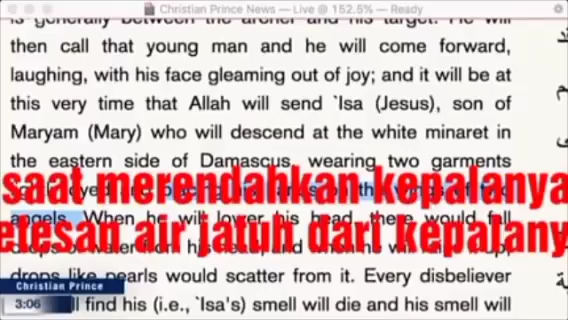 Christian Prince News — Live @ 152.5% — Ready
is generally between the archer and his target. He will
then call that young man and he will come forward,
laughing, with his face gleaming out of joy; and it will be at
this very time that Allah will send `Isa (Jesus), son of
Maryam (Mary) who will descend at the white minaret in
the eastern side of Damascus, wearing two garments
saat merendahkan kepalanya
angels. When he will lower his head, there would fall
air jatuh dari
drops like pearls would scatter from it. Every disbeliever
Christian Prince
3:06
find his (i.e., `Isa's) smell will die and his smell will